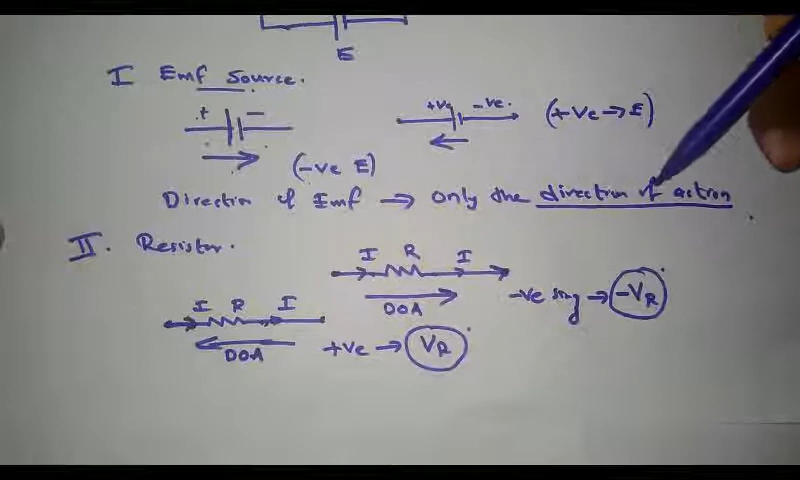 E
I Emf Source.
+ - +ve -ve. (+ve → E)
(-ve E)
Direction of Emf → only the direction of action
II. Resistor.
I R I
DOA -ve sing → -VR
I R I
DOA +ve → VR